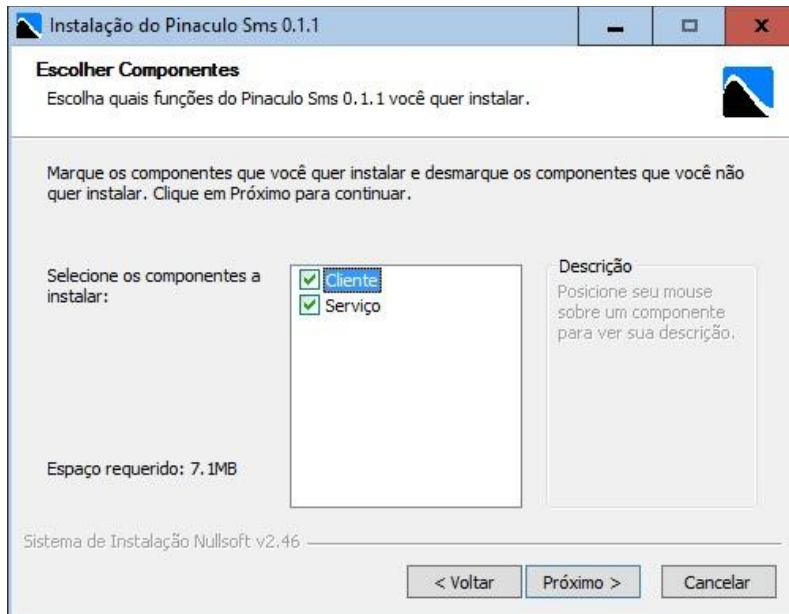 Instalação do Pinaculo Sms 0.1.1
Escolher Componentes
Escolha quais funções do Pinaculo Sms 0.1.1 você quer instalar.
Marque os componentes que você quer instalar e desmarque os componentes que você não
quer instalar. Clique em Próximo para continuar.
Selecione os componentes a
instalar:
Cliente
Serviço
Descrição
Posicione seu mouse
sobre um componente
para ver sua descrição.
Espaço requerido: 7.1MB
Sistema de Instalação Nullsoft v2.46
< Voltar
Próximo >
Cancelar